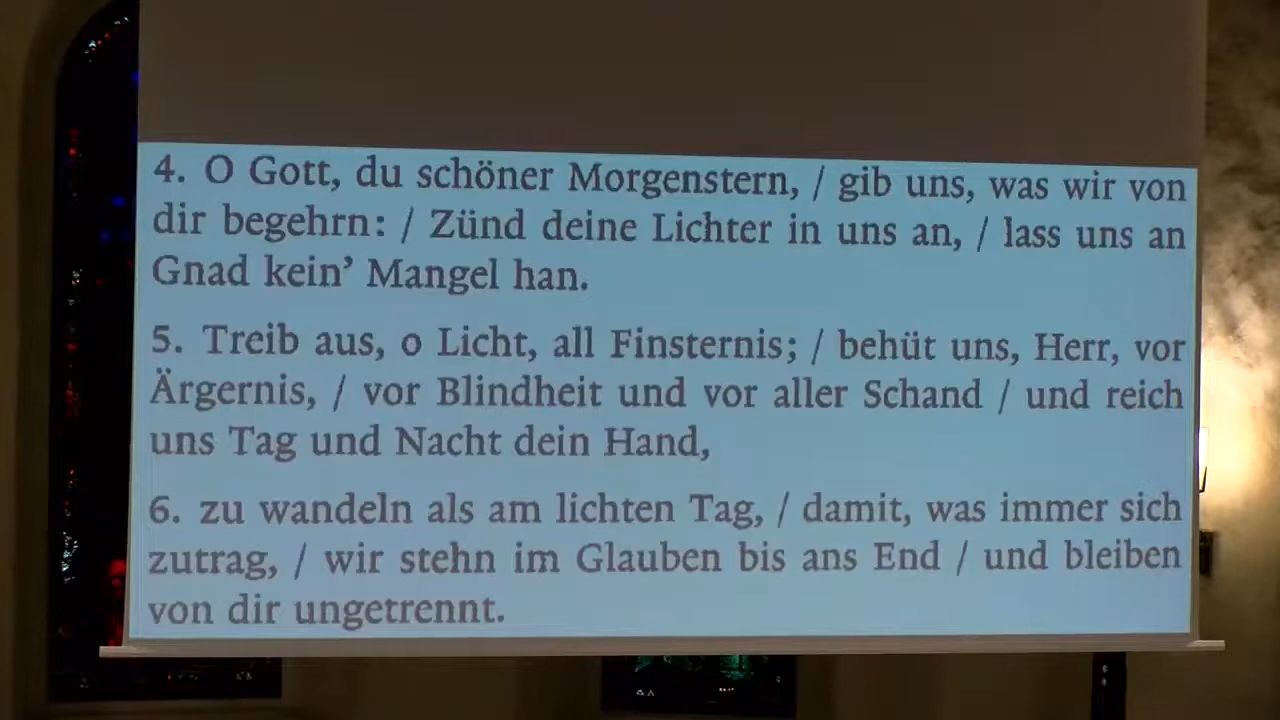 4. O Gott, du schöner Morgenstern, / gib uns, was wir von
dir begehrn: / Zünd deine Lichter in uns an, / lass uns an
Gnad kein’ Mangel han.
5. Treib aus, o Licht, all Finsternis; / behüt uns, Herr, vor
Ärgernis, / vor Blindheit und vor aller Schand / und reich
uns Tag und Nacht dein Hand,
6. zu wandeln als am lichten Tag, / damit, was immer sich
zutrag, / wir stehn im Glauben bis ans End / und bleiben
von dir ungetrennt.